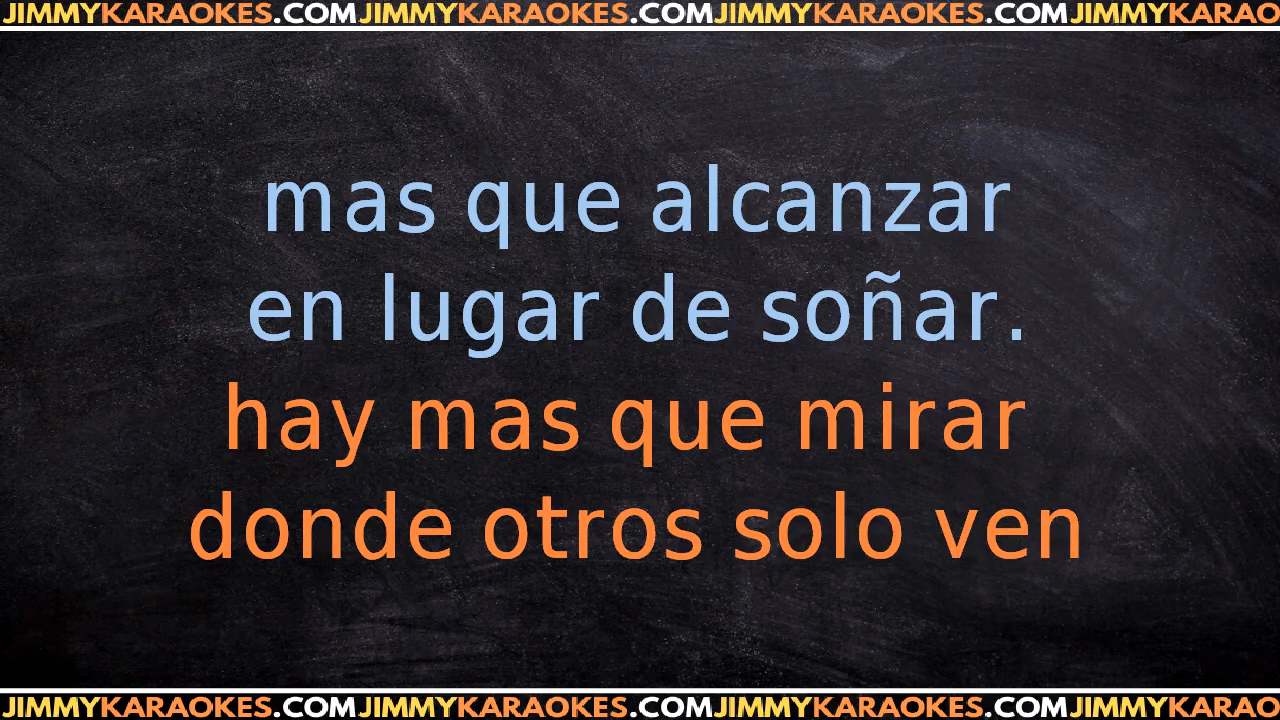 JIMMYKARAOKES.COMJIMMYKARAOKES.COMJIMMYKARAOKES.COMJIMMYKARAO
mas que alcanzar
en lugar de soñar.
hay mas que mirar
donde otros solo ven
JIMMYKARAOKES.COMJIMMYKARAOKES.COMJIMMYKARAOKES.COMJIMMYKARAO